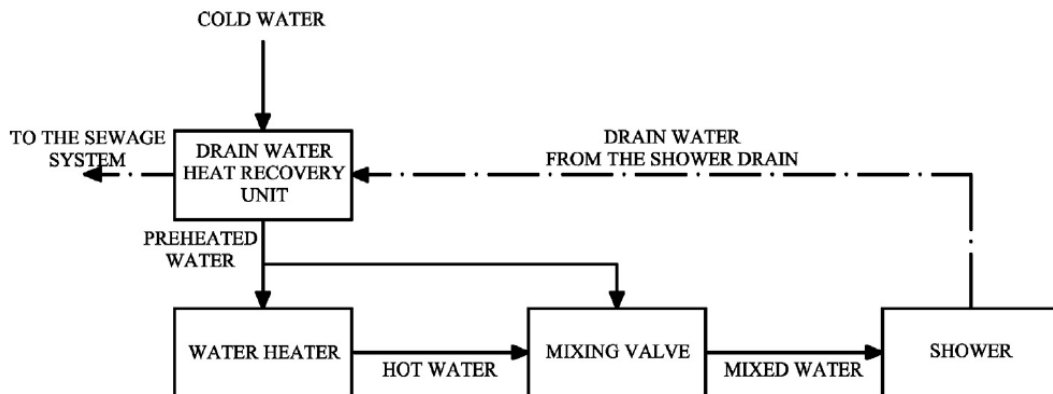 COLD WATER
TO THE SEWAGE
SYSTEM
DRAIN WATER
HEAT RECOVERY
UNIT
DRAIN WATER
FROM THE SHOWER DRAIN
PREHEATED
WATER
WATER HEATER
HOT WATER
MIXING VALVE
MIXED WATER
SHOWER